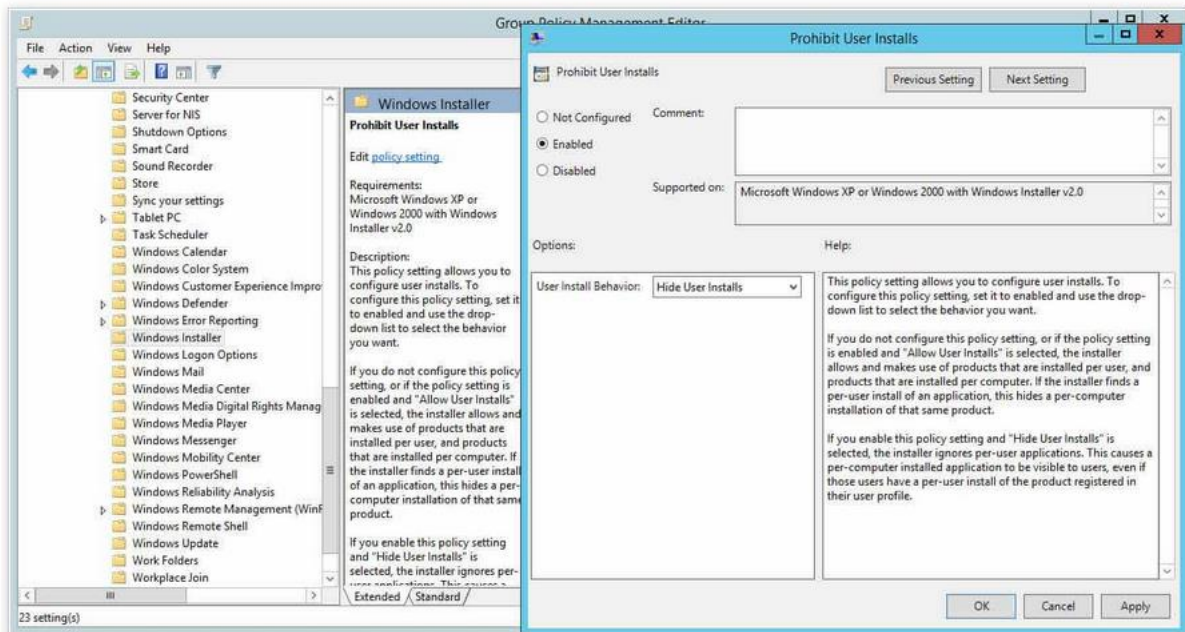 Group Policy Management Editor
File Action View Help
Security Center
Server for NIS
Shutdown Options
Smart Card
Sound Recorder
Store
Sync your settings
Tablet PC
Task Scheduler
Windows Calendar
Windows Color System
Windows Customer Experience Impro
Windows Defender
Windows Error Reporting
Windows Installer
Windows Logon Options
Windows Mail
Windows Media Center
Windows Media Digital Rights Manag
Windows Media Player
Windows Messenger
Windows Mobility Center
Windows PowerShell
Windows Reliability Analysis
Windows Remote Management (WinR
Windows Remote Shell
Windows Update
Work Folders
Workplace Join
23 setting(s)
Windows Installer
Prohibit User Installs
Edit policy setting
Requirements:
Microsoft Windows XP or
Windows 2000 with Windows
Installer v2.0
Description:
This policy setting allows you to
configure user installs. To
configure this policy setting, set it
to enabled and use the drop-
down list to select the behavior
you want.
If you do not configure this policy
setting, or if the policy setting is
enabled and "Allow User Installs"
is selected, the installer allows and
makes use of products that are
installed per user, and products
that are installed per computer. If
the installer finds a per-user install
of an application, this hides a per-
computer installation of that same
product.
If you enable this policy setting
and "Hide User Installs" is
selected, the installer ignores per-
user applications. This causes a
Extended Standard
Prohibit User Installs
Prohibit User Installs
Previous Setting Next Setting
Not Configured
Enabled
Disabled
Comment:
Supported on: Microsoft Windows XP or Windows 2000 with Windows Installer v2.0
Options:
User Install Behavior: Hide User Installs
Help:
This policy setting allows you to configure user installs. To
configure this policy setting, set it to enabled and use the drop-
down list to select the behavior you want.
If you do not configure this policy setting, or if the policy setting
is enabled and "Allow User Installs" is selected, the installer
allows and makes use of products that are installed per user, and
products that are installed per computer. If the installer finds a
per-user install of an application, this hides a per-computer
installation of that same product.
If you enable this policy setting and "Hide User Installs" is
selected, the installer ignores per-user applications. This causes a
per-computer installed application to be visible to users, even if
those users have a per-user install of the product registered in
their user profile.
OK Cancel Apply